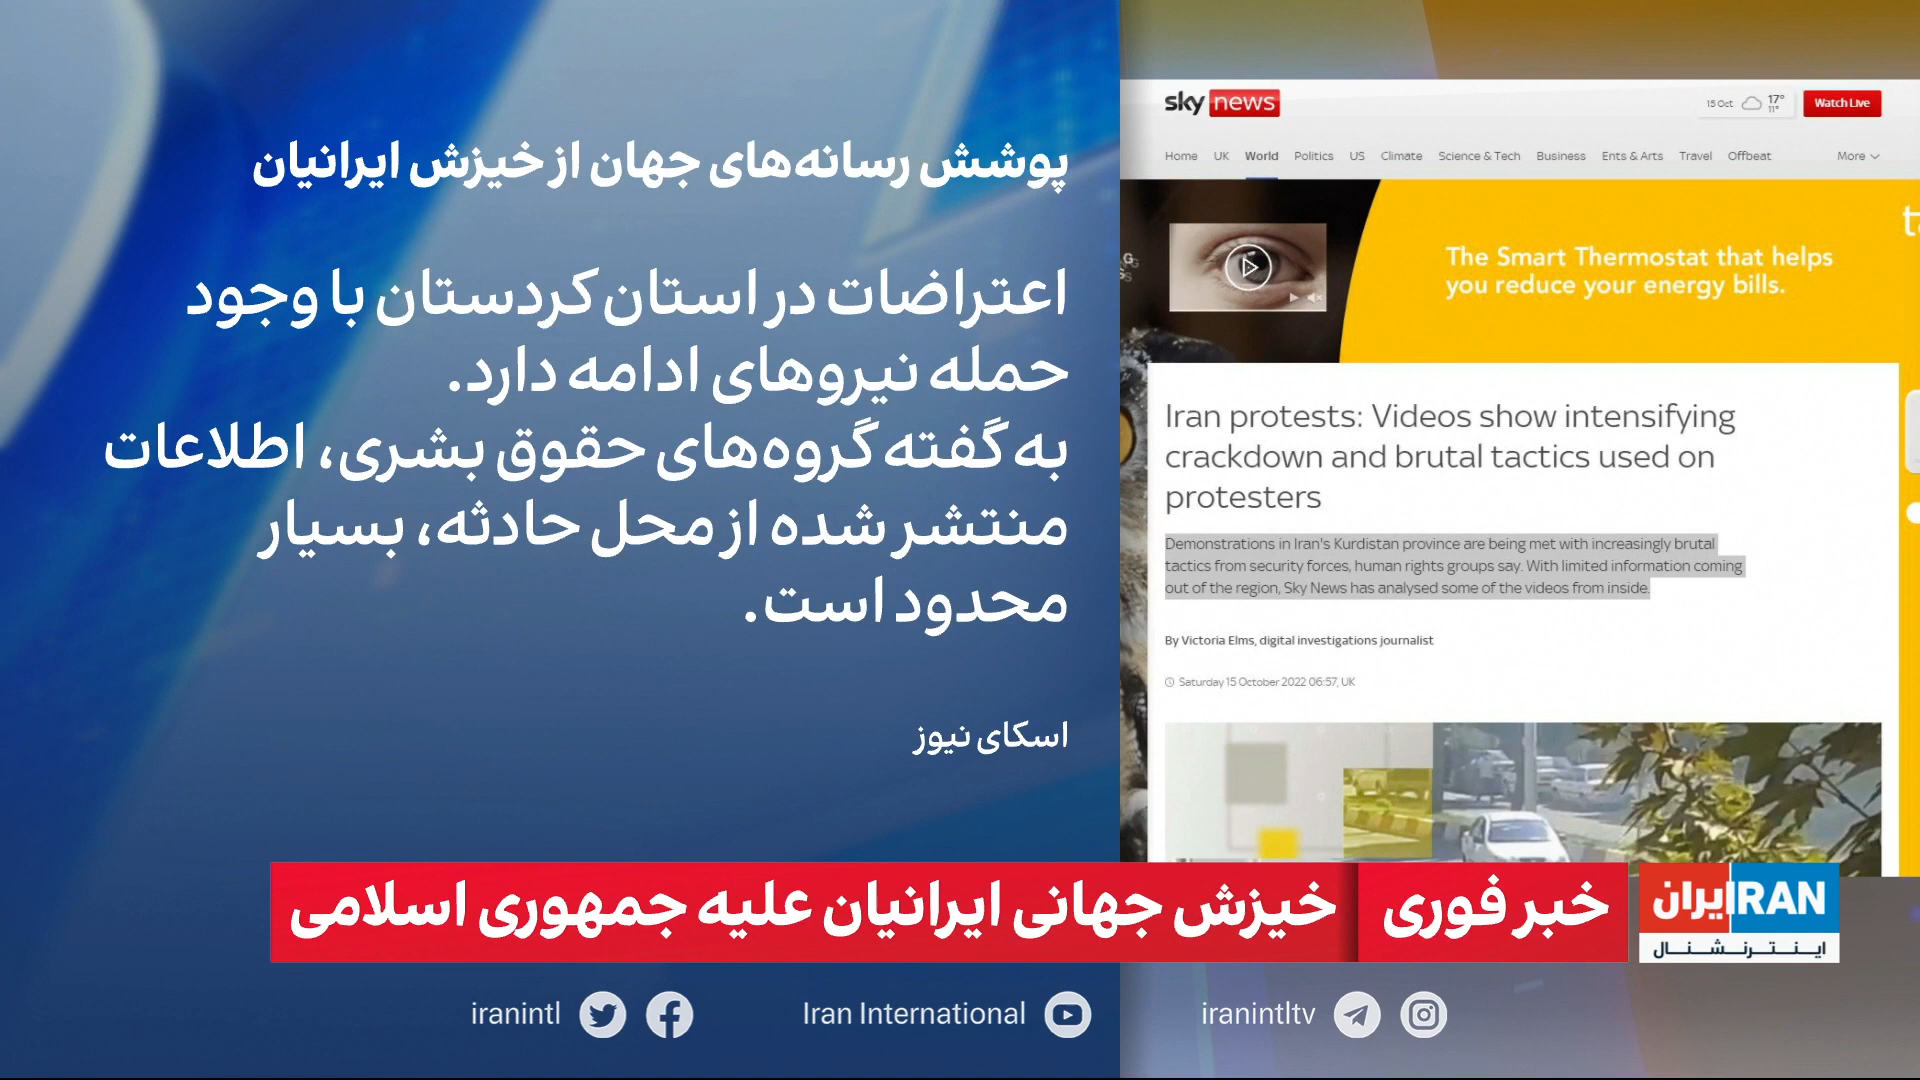 پوشش رسانه‌های جهان از خیزش ایرانیان
اعتراضات در استان کردستان با وجود
حمله نیروهای ادامه دارد.
به گفته گروه‌های حقوق بشری، اطلاعات
منتشر شده از محل حادثه، بسیار
محدود است.
اسکای نیوز
sky news
15 Oct 17° 11°
Watch Live
Home UK World Politics US Climate Science & Tech Business Ents & Arts Travel Offbeat More
The Smart Thermostat that helps
you reduce your energy bills.
Iran protests: Videos show intensifying
crackdown and brutal tactics used on
protesters
Demonstrations in Iran's Kurdistan province are being met with increasingly brutal
tactics from security forces, human rights groups say. With limited information coming
out of the region, Sky News has analysed some of the videos from inside.
By Victoria Elms, digital investigations journalist
Saturday 15 October 2022 06:57, UK
خبر فوری
خیزش جهانی ایرانیان علیه جمهوری اسلامی
ایران IRAN
اینترنشنال
iranintl
Iran International
iranintltv